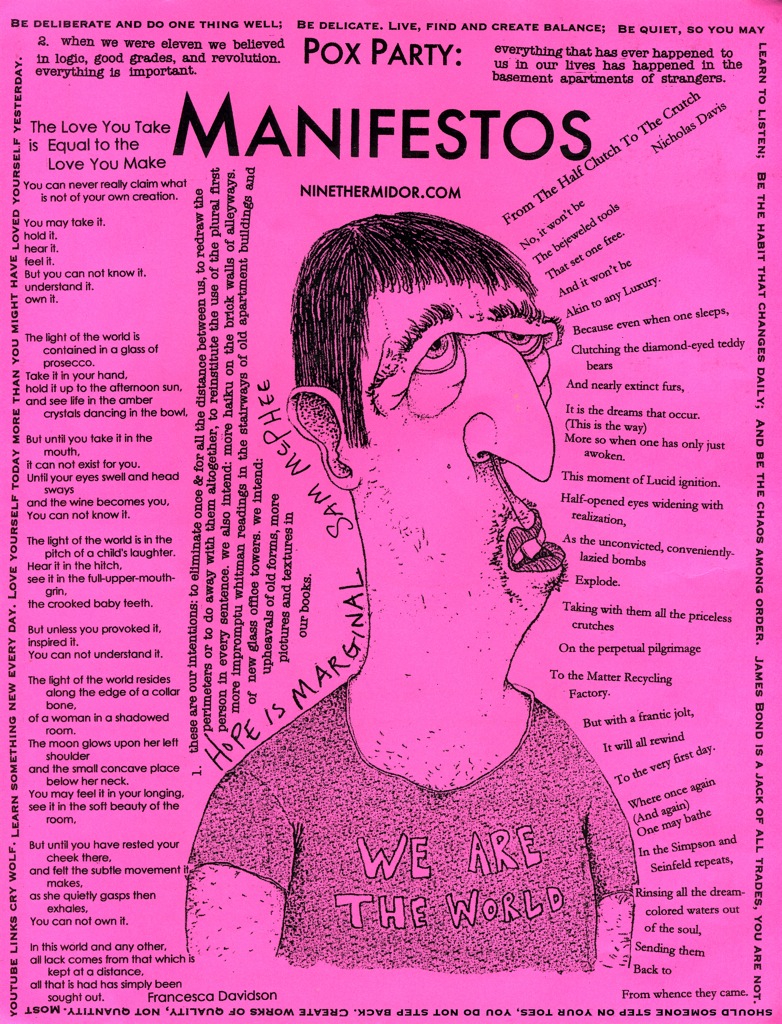 BE DELIBERATE AND DO ONE THING WELL; BE DELICATE. LIVE, FIND AND CREATE BALANCE; BE QUIET, SO YOU MAY
LEARN TO LISTEN; BE THE HABIT THAT CHANGES DAILY; AND BE THE CHAOS AMONG ORDER. JAMES BOND IS A JACK OF ALL TRADES, YOU ARE NOT.
SHOULD SOMEONE STEP ON YOUR TOES, DO NOT STEP BACK. CREATE WORKS OF QUALITY, NOT QUANTITY. MOST
YOUTUBE LINKS CRY WOLF. LEARN SOMETHING NEW EVERY DAY. LOVE YOURSELF TODAY MORE THAN YOU MIGHT HAVE LOVED YOURSELF YESTERDAY.
2. when we were eleven we believed
in logic, good grades, and revolution.
everything is important.
POX PARTY:
everything that has ever happened to
us in our lives has happened in the
basement apartments of strangers.
MANIFESTOS
NINETHERMIDOR.COM
The Love You Take
is Equal to the
Love You Make
You can never really claim what
is not of your own creation.
You may take it.
hold it.
hear it.
feel it.
But you can not know it.
understand it.
own it.
The light of the world is
contained in a glass of
prosecco.
Take it in your hand,
hold it up to the afternoon sun,
and see life in the amber
crystals dancing in the bowl,
But until you take it in the
mouth,
it can not exist for you.
Until your eyes swell and head
sways
and the wine becomes you,
You can not know it.
The light of the world is in the
pitch of a child's laughter.
Hear it in the hitch,
see it in the full-upper-mouth-
grin,
the crooked baby teeth.
But unless you provoked it,
inspired it.
You can not understand it.
The light of the world resides
along the edge of a collar
bone,
of a woman in a shadowed
room.
The moon glows upon her left
shoulder
and the small concave place
below her neck.
You may feel it in your longing,
see it in the soft beauty of the
room,
But until you have rested your
cheek there,
and felt the subtle movement it
makes,
as she quietly gasps then
exhales,
You can not own it.
In this world and any other,
all lack comes from that which is
kept at a distance,
all that is had has simply been
sought out.
Francesca Davidson
1. these are our intentions: to eliminate once & for all the distance between us, to redraw the
perimeters or to do away with them altogether, to reinstitute the use of the plural first
person in every sentence. we also intend: more haiku on the brick walls of alleyways.
more impromptu whitman readings in the stairways of old apartment buildings and
of new glass office towers. we intend:
upheavals of old forms, more
pictures and textures in
our books.
HOPE IS MARGINAL
SAM McPHEE
From The Half Clutch To The Crutch
Nicholas Davis
No, it won't be
The bejeweled tools
That set one free.
And it won't be
Akin to any Luxury.
Because even when one sleeps,
Clutching the diamond-eyed teddy
bears
And nearly extinct furs,
It is the dreams that occur.
(This is the way)
More so when one has only just
awoken.
This moment of Lucid ignition.
Half-opened eyes widening with
realization,
As the unconvicted, conveniently-
lazied bombs
Explode.
Taking with them all the priceless
crutches
On the perpetual pilgrimage
To the Matter Recycling
Factory.
But with a frantic jolt,
It will all rewind
To the very first day.
Where once again
(And again)
One may bathe
In the Simpson and
Seinfeld repeats,
Rinsing all the dream-
colored waters out
of the soul,
Sending them
Back to
From whence they came.
WE ARE
THE WORLD